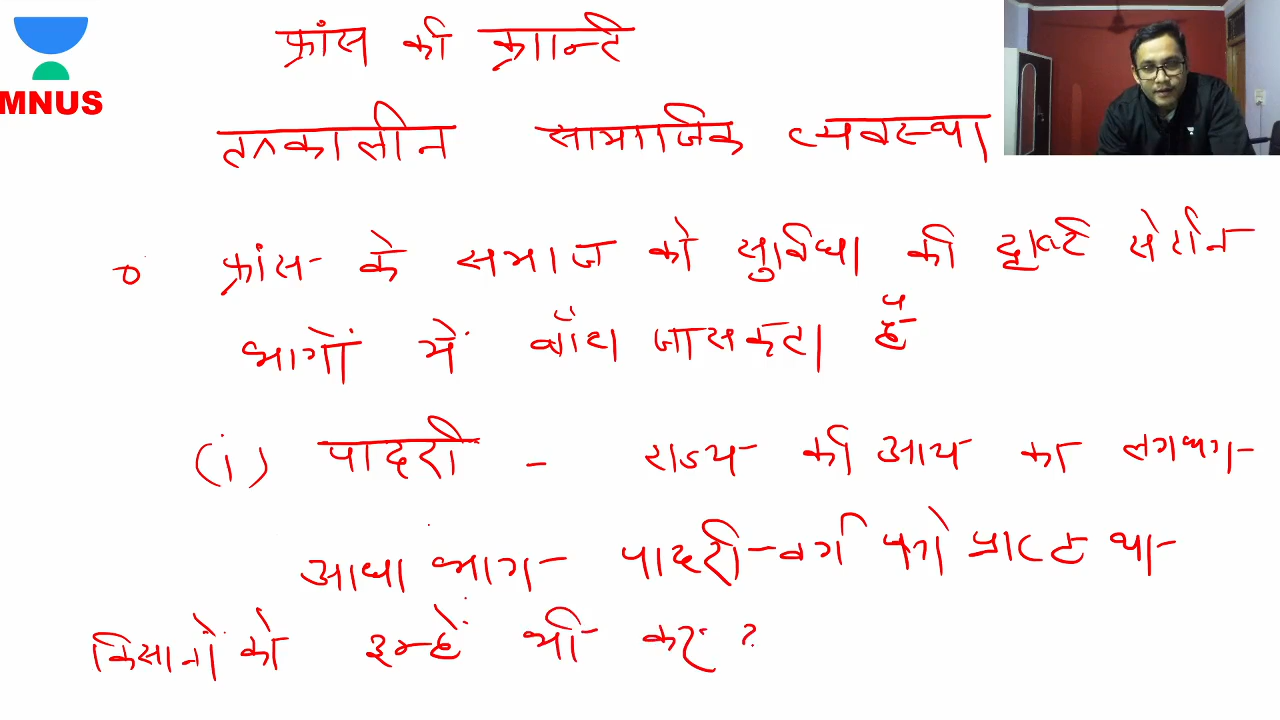 MNUS
फ्रांस की क्रान्ति
तत्कालीन सामाजिक व्यवस्था
फ्रांस के समाज को सुविधा की दृष्टि से तीन
भागों में बाँटा जा सकता है
(i) पादरी - राज्य की आय का लगभग
आधा भाग पादरी वर्ग को प्राप्त था
किसानों को इन्हें भी कर ?